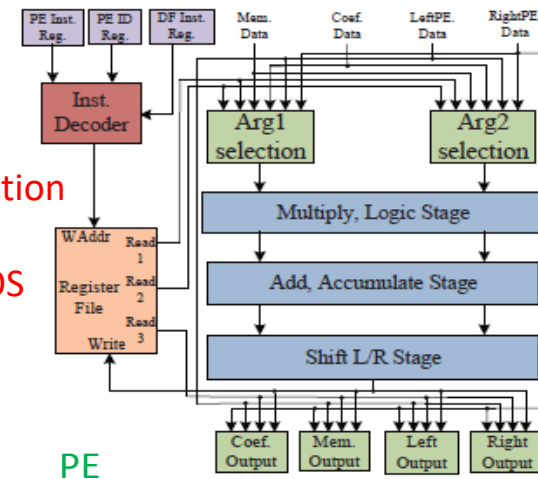 PE Inst. Reg.
PE ID Reg.
DF Inst. Reg.
Mem. Data
Coef. Data
LeftPE. Data
RightPE Data
Inst. Decoder
Arg1 selection
Arg2 selection
Multiply, Logic Stage
WAddr
Read 1
Register File
Read 2
Add, Accumulate Stage
Read 3
Write
Shift L/R Stage
PE
Coef. Output
Mem. Output
Left Output
Right Output